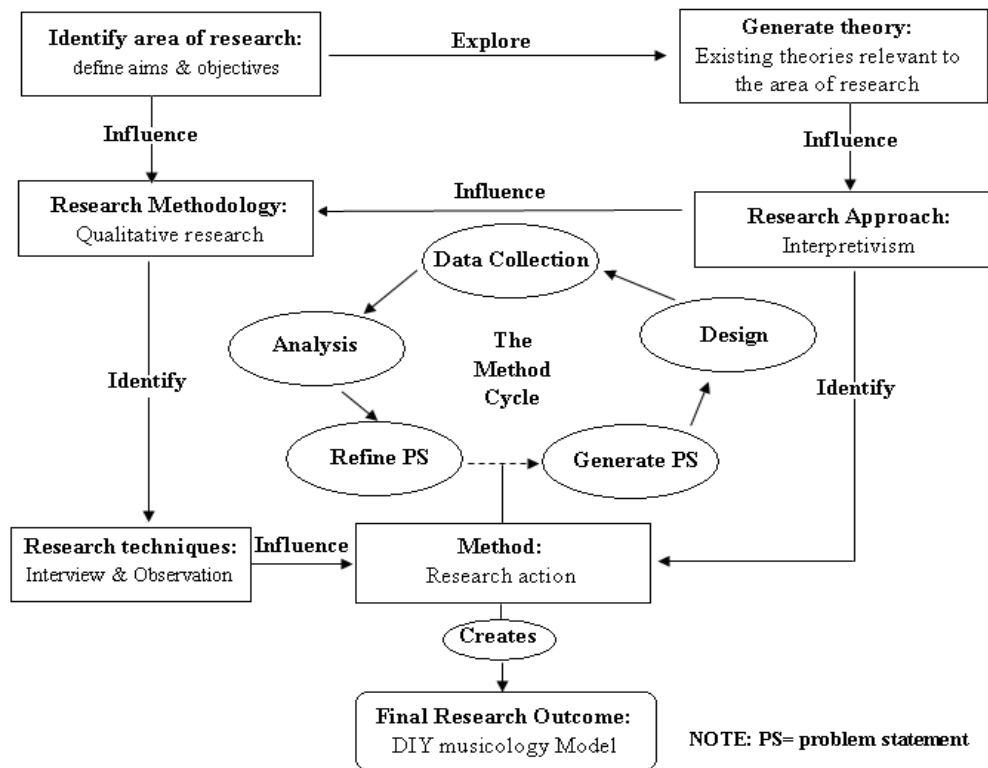 Identify area of research:
define aims & objectives
Explore
Generate theory:
Existing theories relevant to
the area of research
Influence
Influence
Research Methodology:
Qualitative research
Influence
Research Approach:
Interpretivism
Data Collection
Analysis
The
Method
Cycle
Design
Identify
Identify
Refine PS
Generate PS
Research techniques:
Interview & Observation
Influence
Method:
Research action
Creates
Final Research Outcome:
DIY musicology Model
NOTE: PS= problem statement